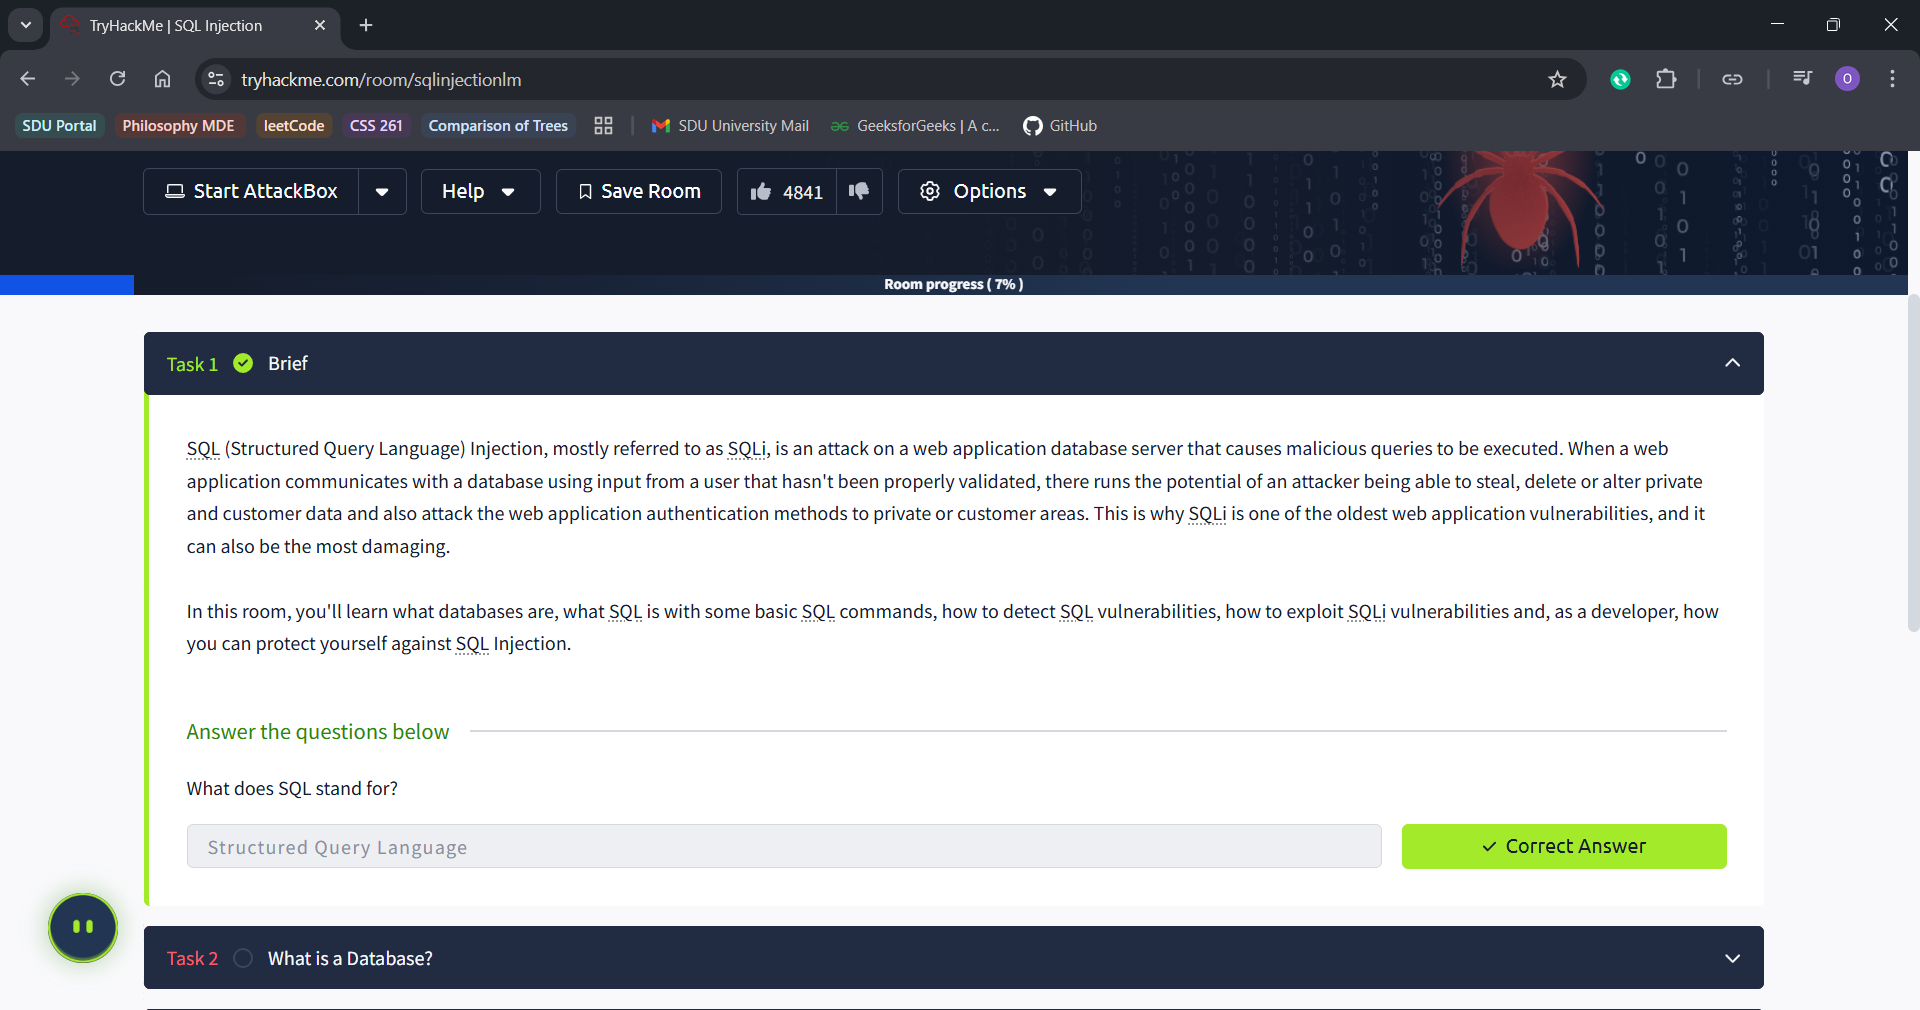 TryHackMe | SQL Injection
tryhackme.com/room/sqlinjectionlm
O
SDU Portal Philosophy MDE leetCode CSS 261 Comparison of Trees SDU University Mail GeeksforGeeks | A c... GitHub
Start AttackBox Help Save Room 4841 Options
Room progress ( 7% )
Task 1 Brief
SQL (Structured Query Language) Injection, mostly referred to as SQLi, is an attack on a web application database server that causes malicious queries to be executed. When a web
application communicates with a database using input from a user that hasn't been properly validated, there runs the potential of an attacker being able to steal, delete or alter private
and customer data and also attack the web application authentication methods to private or customer areas. This is why SQLi is one of the oldest web application vulnerabilities, and it
can also be the most damaging.
In this room, you'll learn what databases are, what SQL is with some basic SQL commands, how to detect SQL vulnerabilities, how to exploit SQLi vulnerabilities and, as a developer, how
you can protect yourself against SQL Injection.
Answer the questions below
What does SQL stand for?
Structured Query Language
Correct Answer
Task 2 What is a Database?